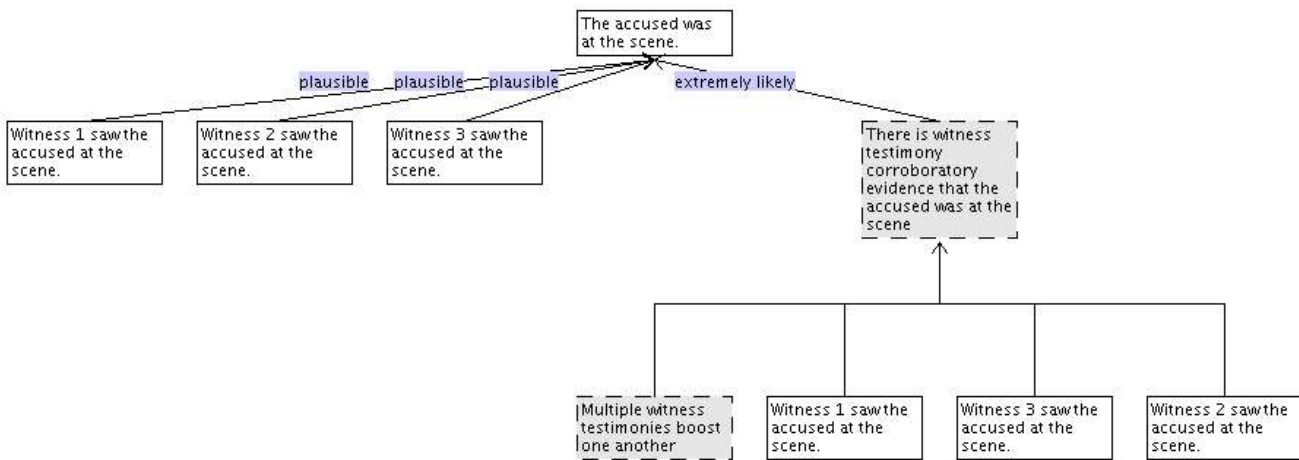 The accused was
at the scene.
plausible
plausible
plausible
extremely likely
Witness 1 saw the
accused at the
scene.
Witness 2 saw the
accused at the
scene.
Witness 3 saw the
accused at the
scene.
There is witness
testimony
corroboratory
evidence that the
accused was at the
scene
Multiple witness
testimonies boost
one another
Witness 1 saw the
accused at the
scene.
Witness 3 saw the
accused at the
scene.
Witness 2 saw the
accused at the
scene.